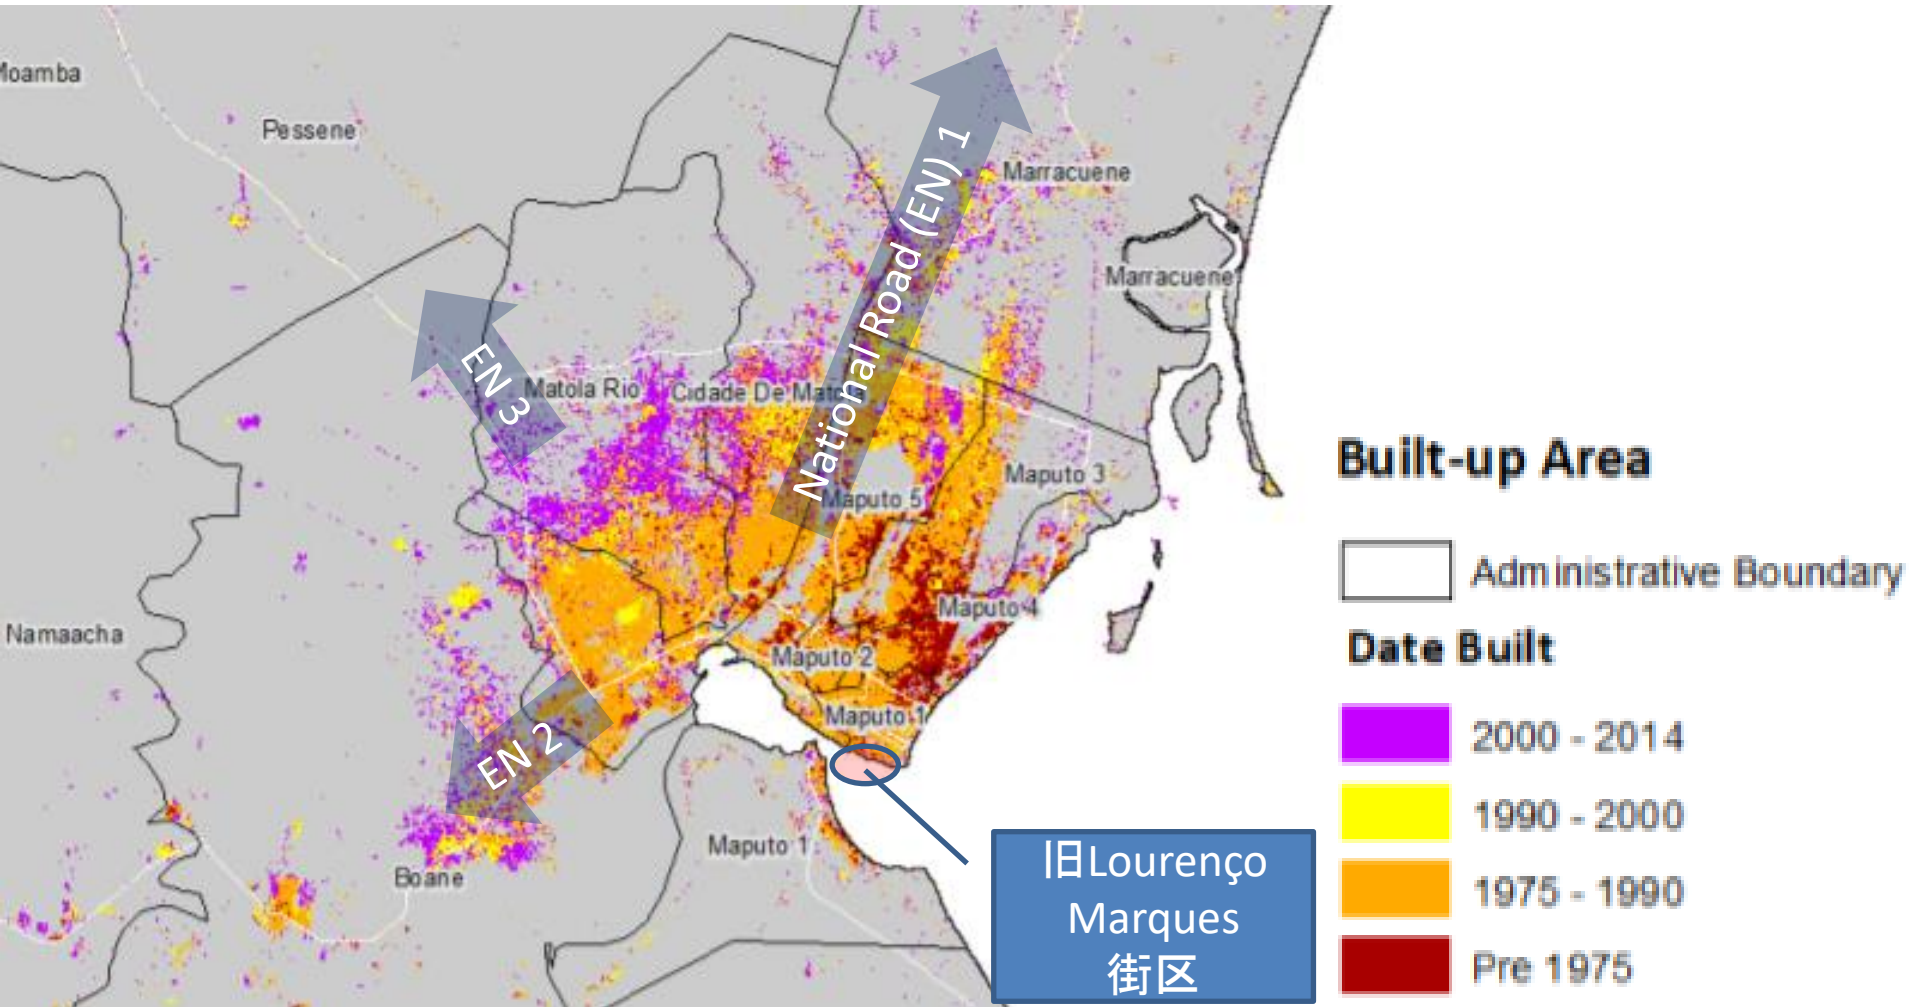 Moamba
Pessene
National Road (EN) 1
Marracuene
Marracuene
EN 3
Matola Rio
Cidade De Matola
Maputo 3
Maputo 5
Maputo 4
Namaacha
Maputo 2
Maputo 1
EN 2
Maputo 1
Boane
旧Lourenço
Marques
街区
Built-up Area
Administrative Boundary
Date Built
2000 - 2014
1990 - 2000
1975 - 1990
Pre 1975